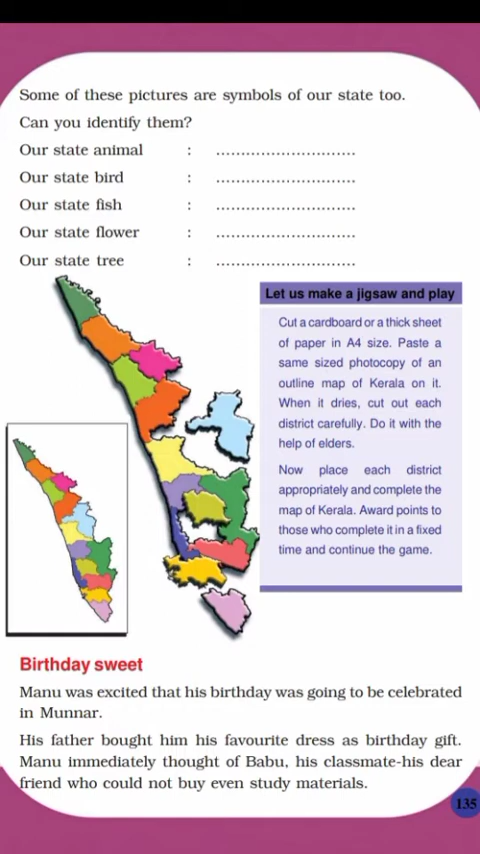 Some of these pictures are symbols of our state too.
Can you identify them?
Our state animal : ............................
Our state bird : ............................
Our state fish : ............................
Our state flower : ............................
Our state tree : ............................
Let us make a jigsaw and play
Cut a cardboard or a thick sheet
of paper in A4 size. Paste a
same sized photocopy of an
outline map of Kerala on it.
When it dries, cut out each
district carefully. Do it with the
help of elders.
Now place each district
appropriately and complete the
map of Kerala. Award points to
those who complete it in a fixed
time and continue the game.
Birthday sweet
Manu was excited that his birthday was going to be celebrated
in Munnar.
His father bought him his favourite dress as birthday gift.
Manu immediately thought of Babu, his classmate-his dear
friend who could not buy even study materials.
135